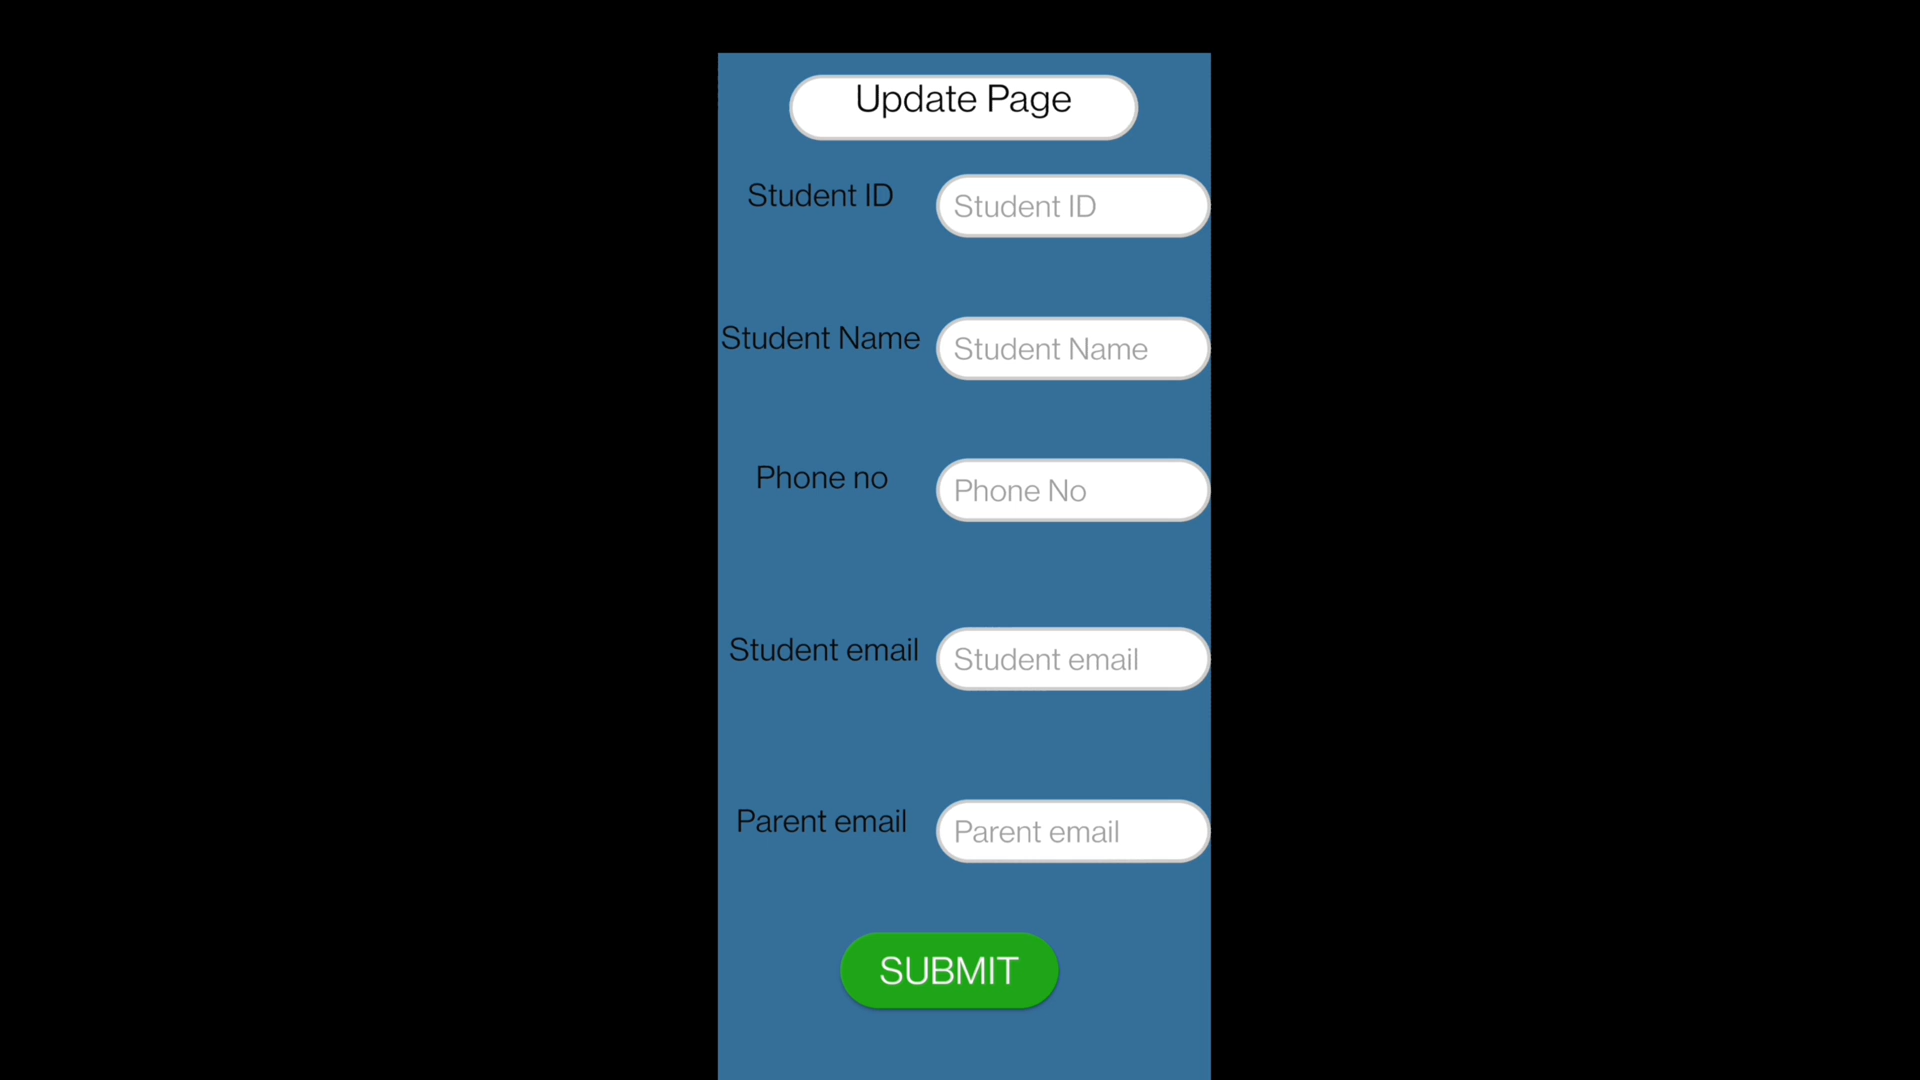 Update Page
Student ID Student ID
Student Name Student Name
Phone no Phone No
Student email Student email
Parent email Parent email
SUBMIT